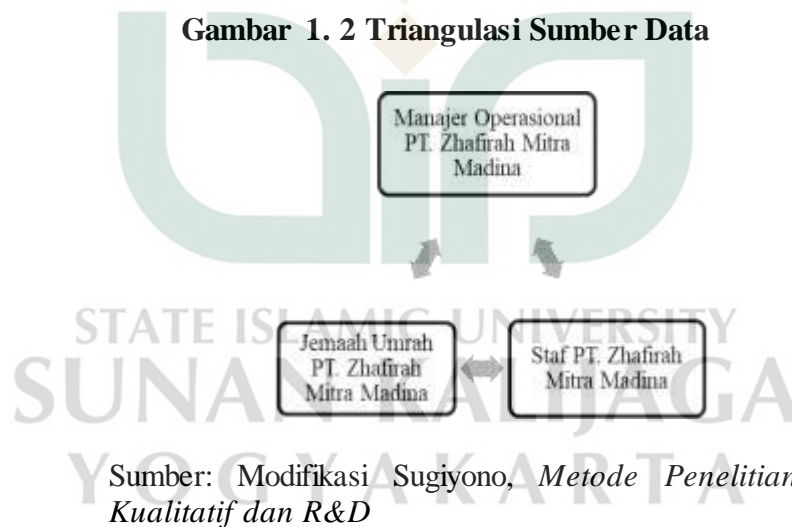 Gambar 1. 2 Triangulasi Sumber Data
Manajer Operasional
PT. Zhafirah Mitra
Madina
STATE ISLAMIC UNIVERSITY
SUNAN KALIJAGA
YOGYAKARTA
Jemaah Umrah
PT. Zhafirah
Mitra Madina
Staf PT. Zhafirah
Mitra Madina
Sumber: Modifikasi Sugiyono, Metode Penelitian
Kualitatif dan R&D